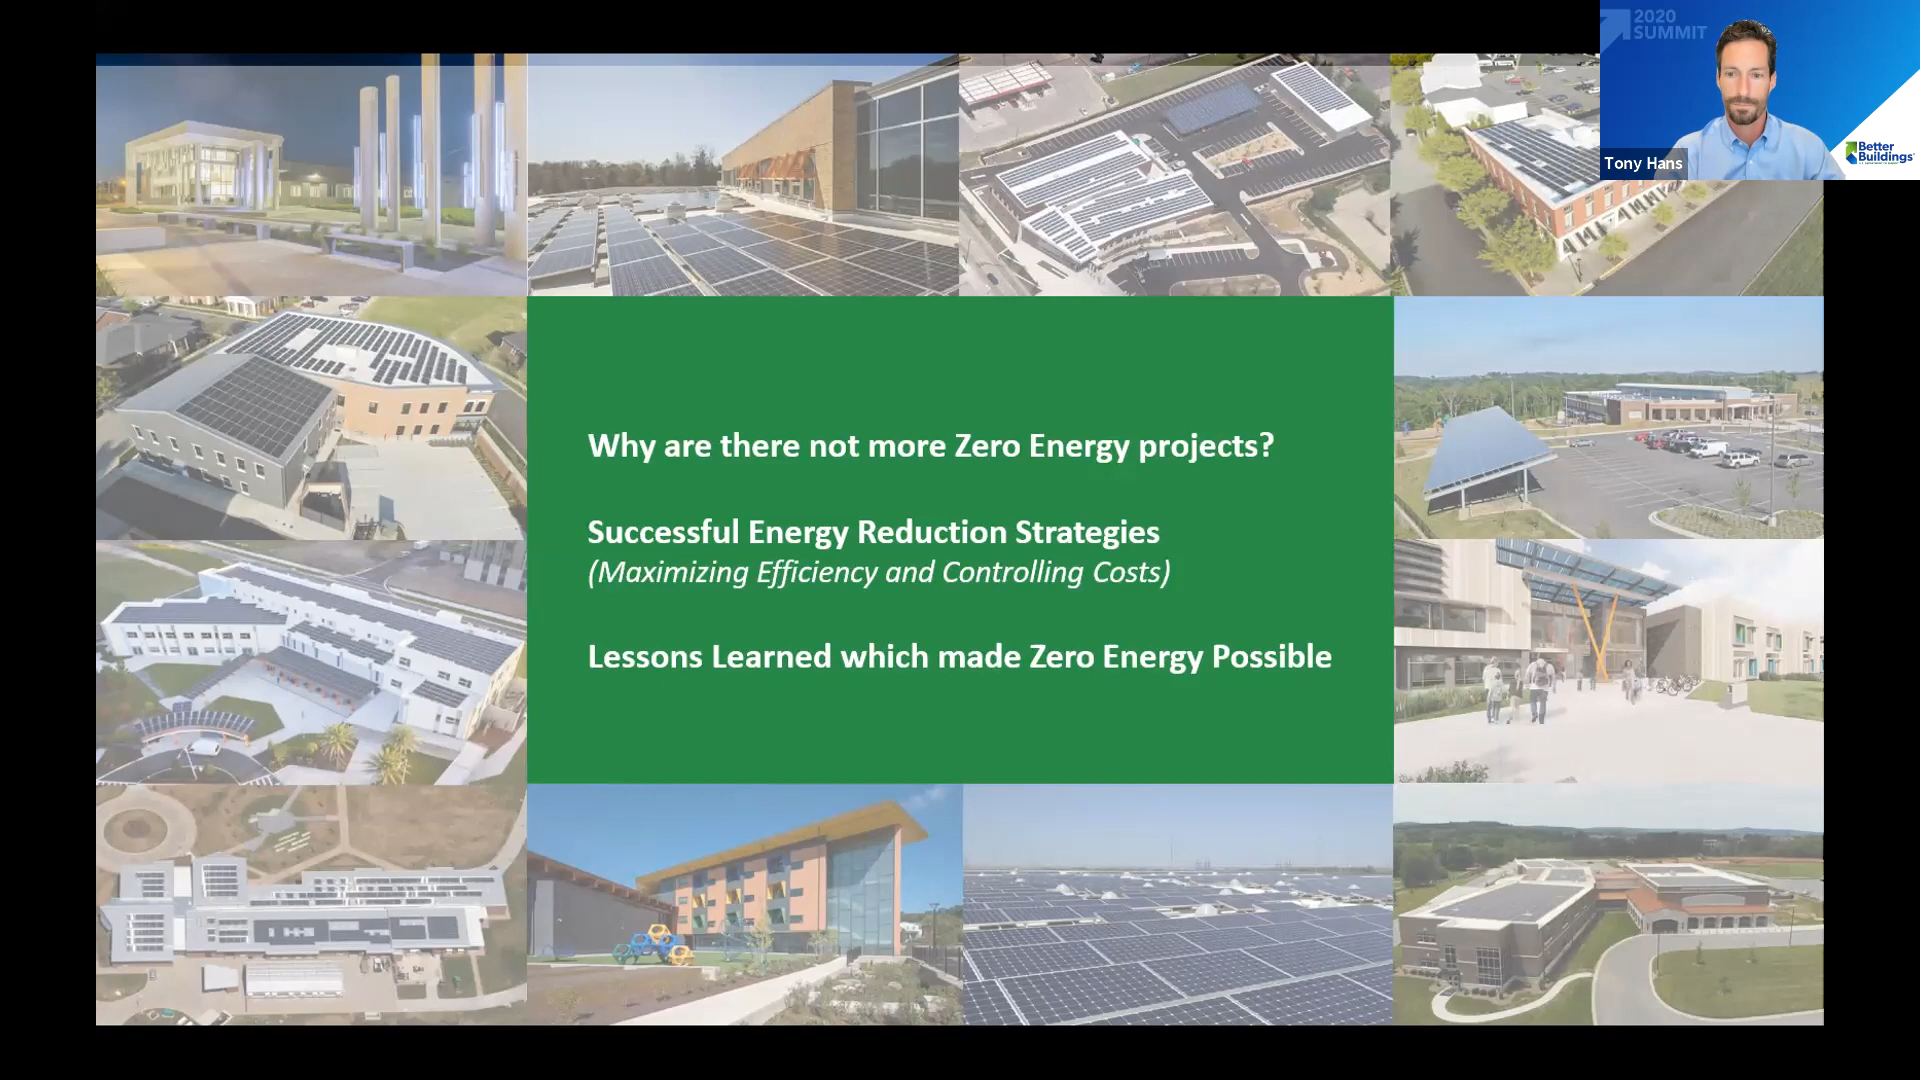 2020
SUMMIT
Tony Hans
Better
Buildings
Why are there not more Zero Energy projects?
Successful Energy Reduction Strategies
(Maximizing Efficiency and Controlling Costs)
Lessons Learned which made Zero Energy Possible